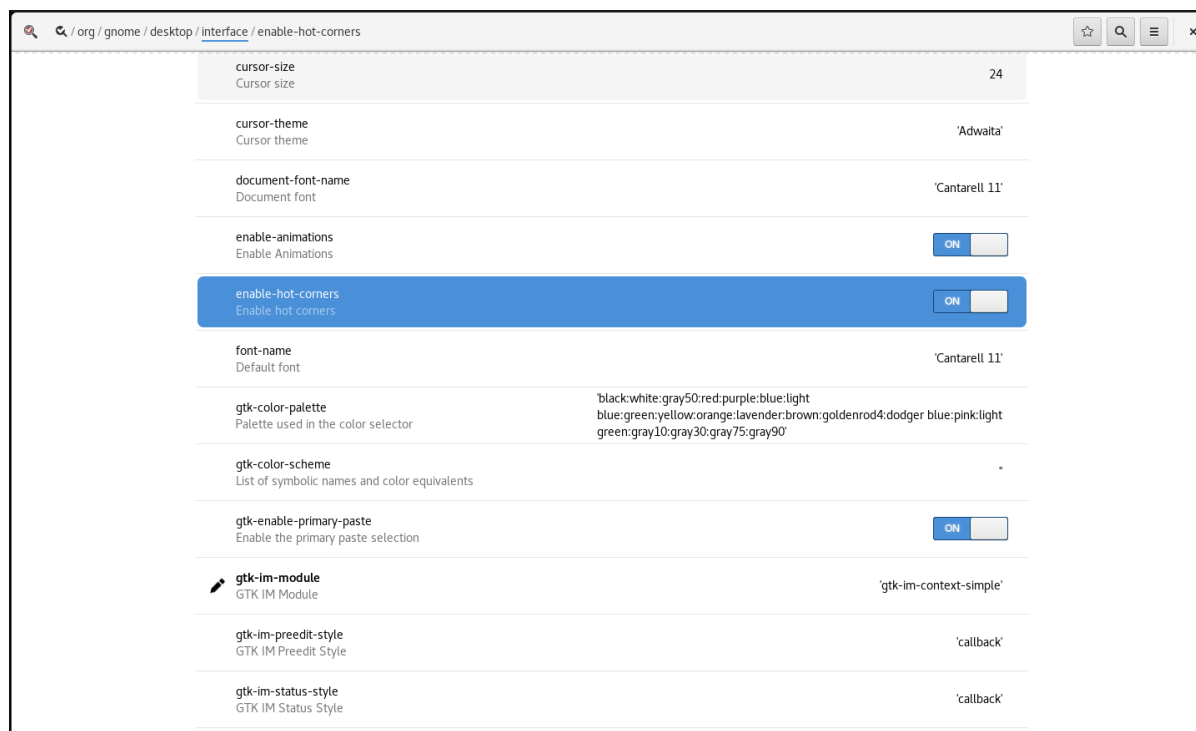 / org / gnome / desktop / interface / enable-hot-corners
cursor-size
Cursor size
24
cursor-theme
Cursor theme
'Adwaita'
document-font-name
Document font
'Cantarell 11'
enable-animations
Enable Animations
ON
enable-hot-corners
Enable hot corners
ON
font-name
Default font
'Cantarell 11'
gtk-color-palette
Palette used in the color selector
'black:white:gray50:red:purple:blue:light
blue:green:yellow:orange:lavender:brown:goldenrod4:dodger blue:pink:light
green:gray10:gray30:gray75:gray90'
gtk-color-scheme
List of symbolic names and color equivalents
''
gtk-enable-primary-paste
Enable the primary paste selection
ON
gtk-im-module
GTK IM Module
'gtk-im-context-simple'
gtk-im-preedit-style
GTK IM Preedit Style
'callback'
gtk-im-status-style
GTK IM Status Style
'callback'